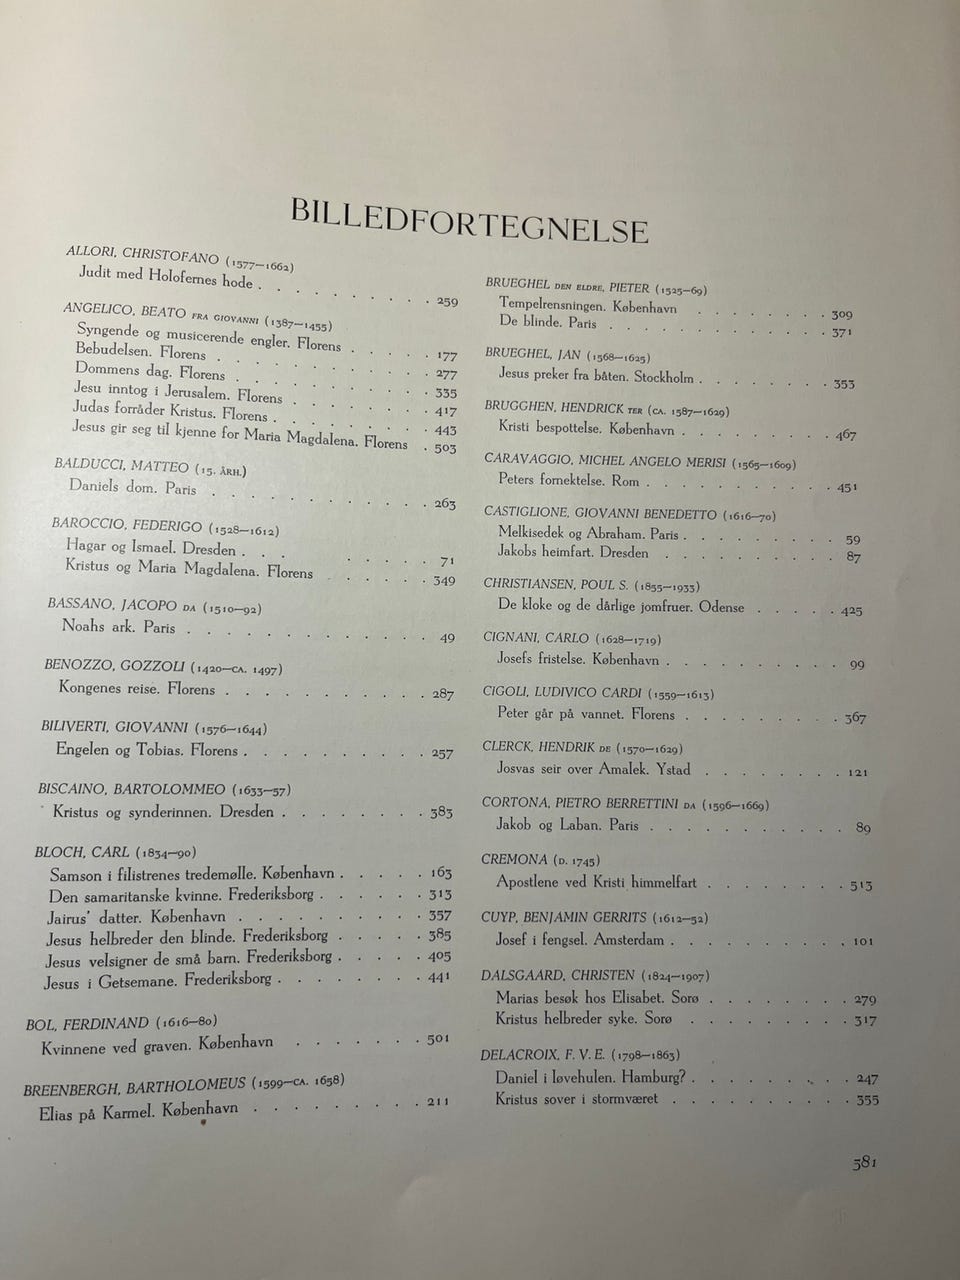 BILLEDFORTEGNELSE
ALLORI, CHRISTOFANO (1577—1662)
Judit med Holofernes hode . . . . . . . . . 259
ANGELICO, BEATO FRA GIOVANNI (1387—1455)
Syngende og musicerende engler. Florens . . . . . 177
Bebudelsen. Florens . . . . . . . . . . . 277
Dommens dag. Florens . . . . . . . . . . 335
Jesu inntog i Jerusalem. Florens . . . . . . . 417
Judas forråder Kristus. Florens . . . . . . . . 443
Jesus gir seg til kjenne for Maria Magdalena. Florens . 503
BALDUCCI, MATTEO (15. ÅRH.)
Daniels dom. Paris . . . . . . . . . . . 263
BAROCCIO, FEDERIGO (1528—1612)
Hagar og Ismael. Dresden . . . . . . . . 71
Kristus og Maria Magdalena. Florens . . . . . . 349
BASSANO, JACOPO DA (1510—92)
Noahs ark. Paris . . . . . . . . . . . . 49
BENOZZO, GOZZOLI (1420—CA. 1497)
Kongenes reise. Florens . . . . . . . . . . 287
BILIVERTI, GIOVANNI (1576—1644)
Engelen og Tobias. Florens . . . . . . . . . 257
BISCAINO, BARTOLOMMEO (1633—57)
Kristus og synderinnen. Dresden . . . . . . . . 383
BLOCH, CARL (1834—90)
Samson i filistrenes tredemølle. København . . . . . 163
Den samaritanske kvinne. Frederiksborg . . . . . . 313
Jairus' datter. København . . . . . . . . . 357
Jesus helbreder den blinde. Frederiksborg . . . . . 385
Jesus velsigner de små barn. Frederiksborg . . . . . 405
Jesus i Getsemane. Frederiksborg . . . . . . . 441
BOL, FERDINAND (1616—80)
Kvinnene ved graven. København . . . . . . . 501
BREENBERGH, BARTHOLOMEUS (1599—CA. 1658)
Elias på Karmel. København . . . . . . . . . 211
BRUEGHEL DEN ELDRE, PIETER (1525—69)
Tempelrensningen. København . . . . . . . 309
De blinde. Paris . . . . . . . . . . . . 371
BRUEGHEL, JAN (1568—1625)
Jesus preker fra båten. Stockholm . . . . . . . . 353
BRUGGHEN, HENDRICK TER (CA. 1587—1629)
Kristi bespottelse. København . . . . . . . . . 467
CARAVAGGIO, MICHEL ANGELO MERISI (1565—1609)
Peters fornektelse. Rom . . . . . . . . . . 451
CASTIGLIONE, GIOVANNI BENEDETTO (1616—70)
Melkisedek og Abraham. Paris . . . . . . . . . 59
Jakobs heimfart. Dresden . . . . . . . . . . 87
CHRISTIANSEN, POUL S. (1855—1933)
De kloke og de dårlige jomfruer. Odense . . . . . 425
CIGNANI, CARLO (1628—1719)
Josefs fristelse. København . . . . . . . . . . 99
CIGOLI, LUDIVICO CARDI (1559—1613)
Peter går på vannet. Florens . . . . . . . . . 367
CLERCK, HENDRIK DE (1570—1629)
Josvas seir over Amalek. Ystad . . . . . . . . 121
CORTONA, PIETRO BERRETTINI DA (1596—1669)
Jakob og Laban. Paris . . . . . . . . . . . 89
CREMONA (D. 1745)
Apostlene ved Kristi himmelfart . . . . . . . . 513
CUYP, BENJAMIN GERRITS (1612—52)
Josef i fengsel. Amsterdam . . . . . . . . . . 101
DALSGAARD, CHRISTEN (1824—1907)
Marias besøk hos Elisabet. Sorø . . . . . . . . 279
Kristus helbreder syke. Sorø . . . . . . . . . 317
DELACROIX, F. V. E. (1798—1863)
Daniel i løvehulen. Hamburg? . . . . . . . . . 247
Kristus sover i stormværet . . . . . . . . . . 355
581